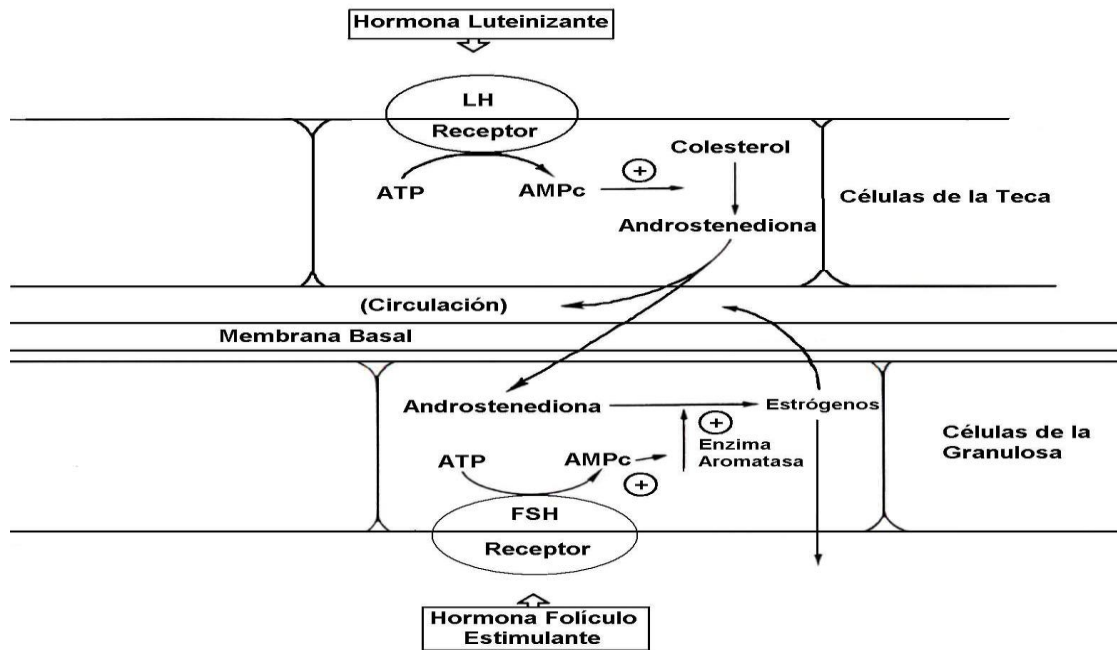 Hormona Luteinizante
LH
Receptor
Colesterol
ATP
AMPc
+
Células de la Teca
Androstenediona
(Circulación)
Membrana Basal
Androstenediona
Estrógenos
+
Enzima
Aromatasa
Células de la
Granulosa
ATP
AMPc
+
FSH
Receptor
Hormona Folículo
Estimulante